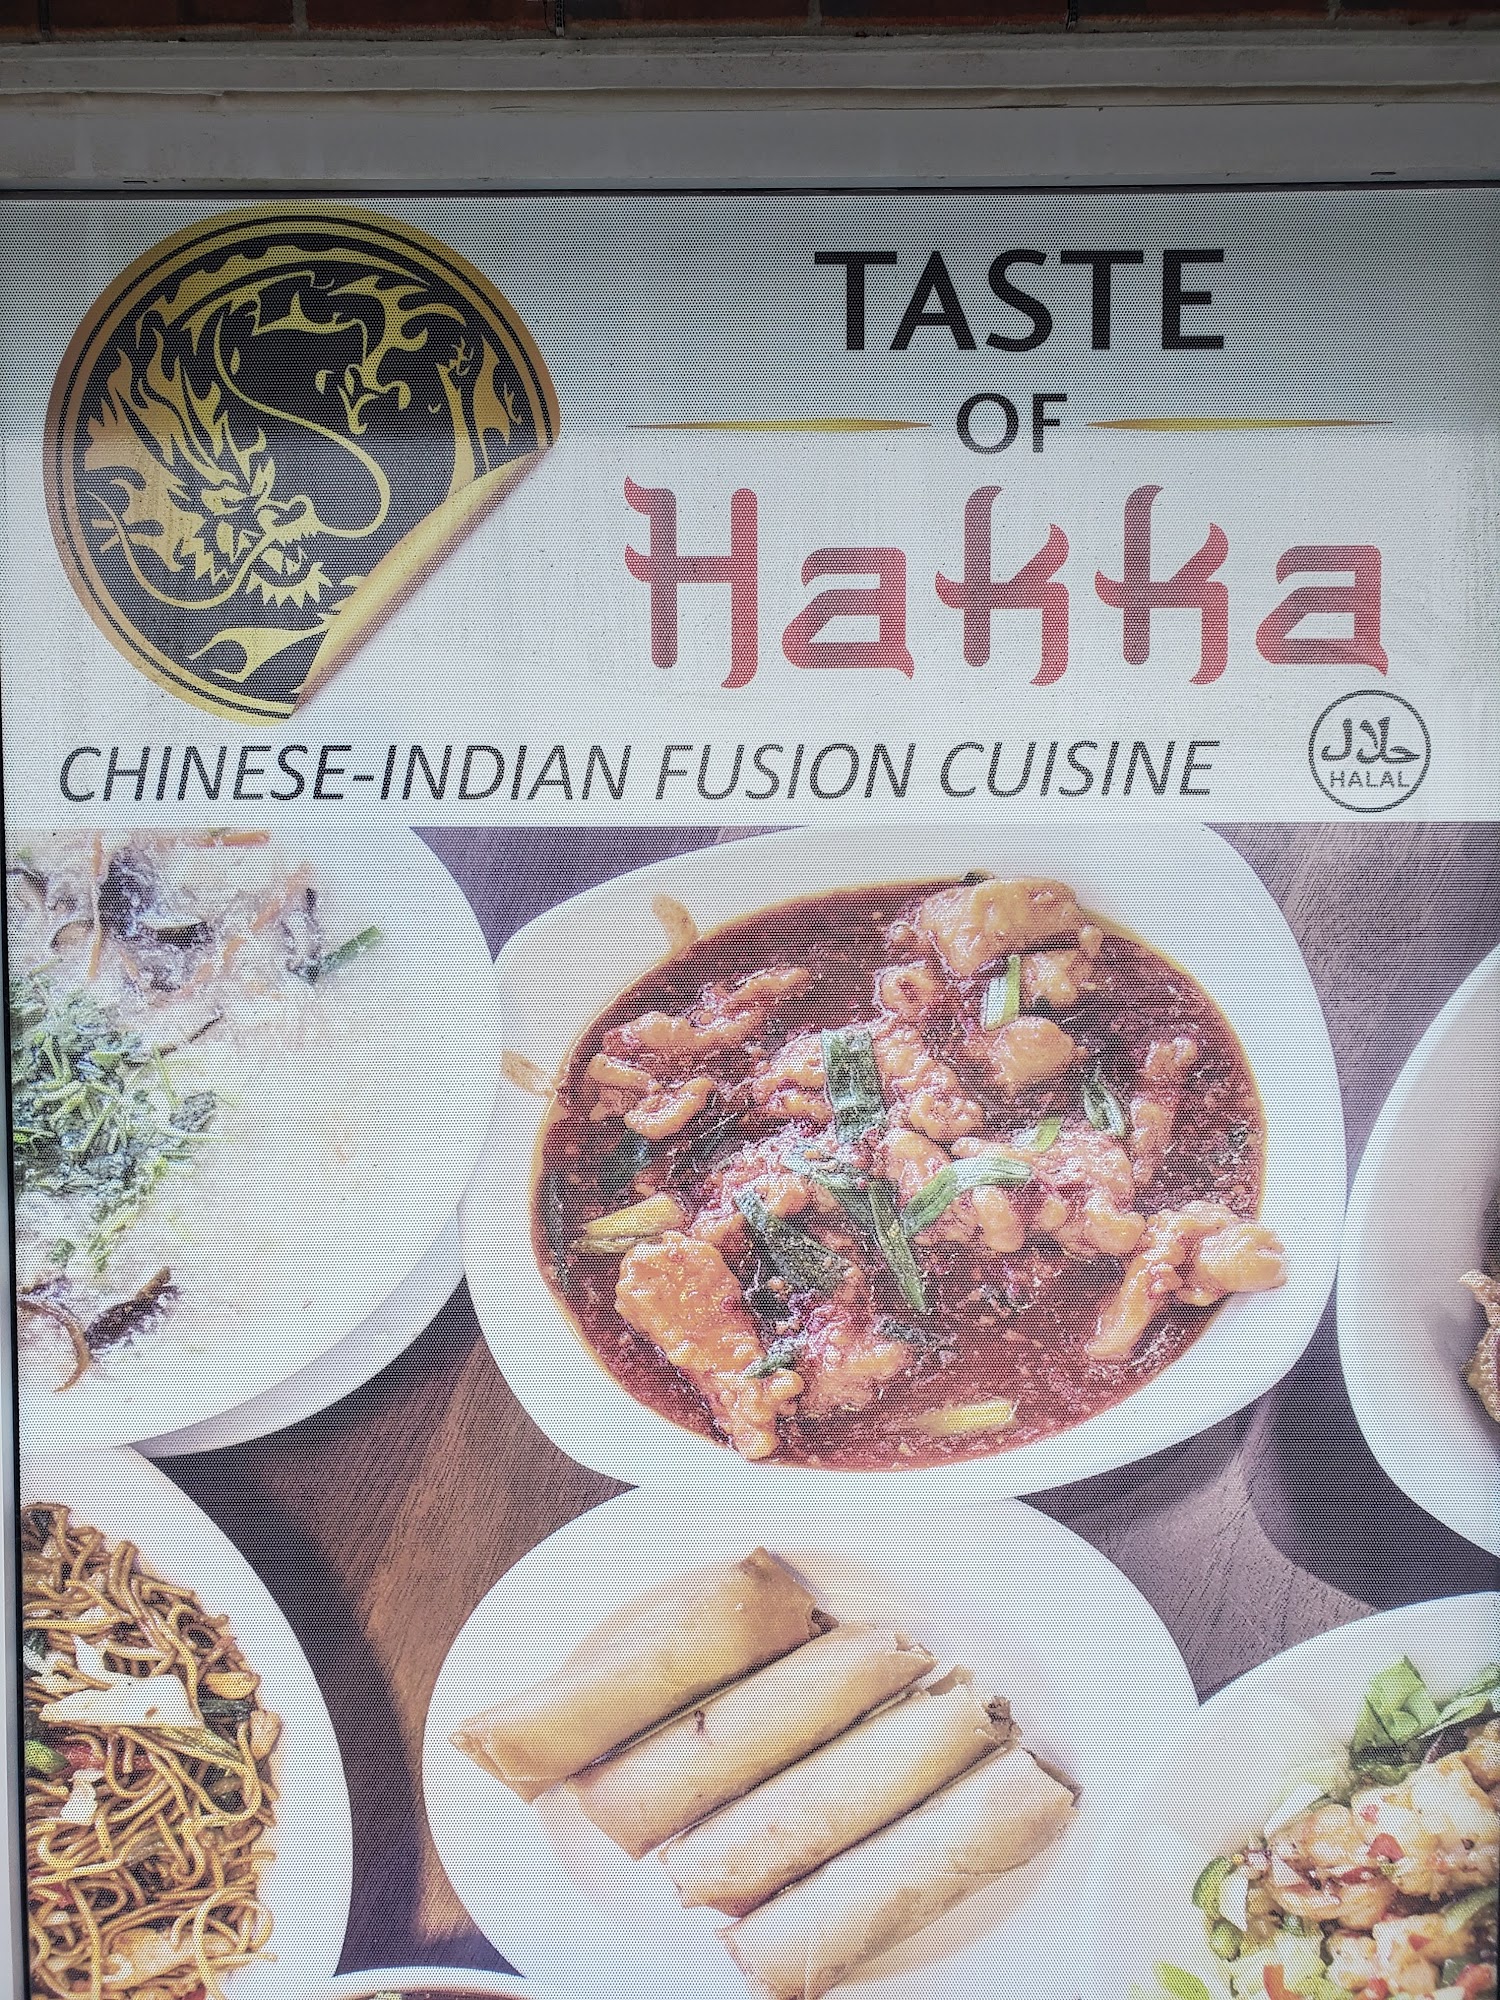 TASTE
OF
Hakka
CHINESE-INDIAN FUSION CUISINE
حلال
HALAL